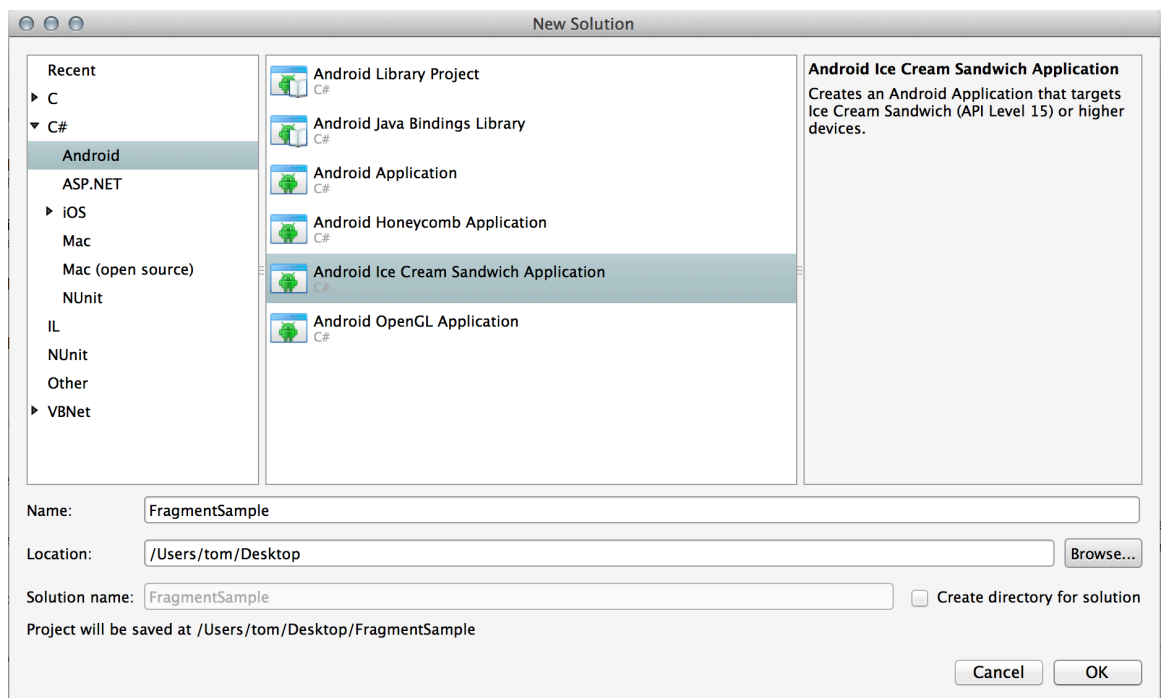 New Solution
Recent
C
C#
Android
ASP.NET
iOS
Mac
Mac (open source)
NUnit
IL
NUnit
Other
VBNet
Android Library Project
C#
Android Java Bindings Library
C#
Android Application
C#
Android Honeycomb Application
C#
Android Ice Cream Sandwich Application
C#
Android OpenGL Application
C#
Android Ice Cream Sandwich Application
Creates an Android Application that targets
Ice Cream Sandwich (API Level 15) or higher
devices.
Name: FragmentSample
Location: /Users/tom/Desktop Browse...
Solution name: FragmentSample Create directory for solution
Project will be saved at /Users/tom/Desktop/FragmentSample
Cancel OK